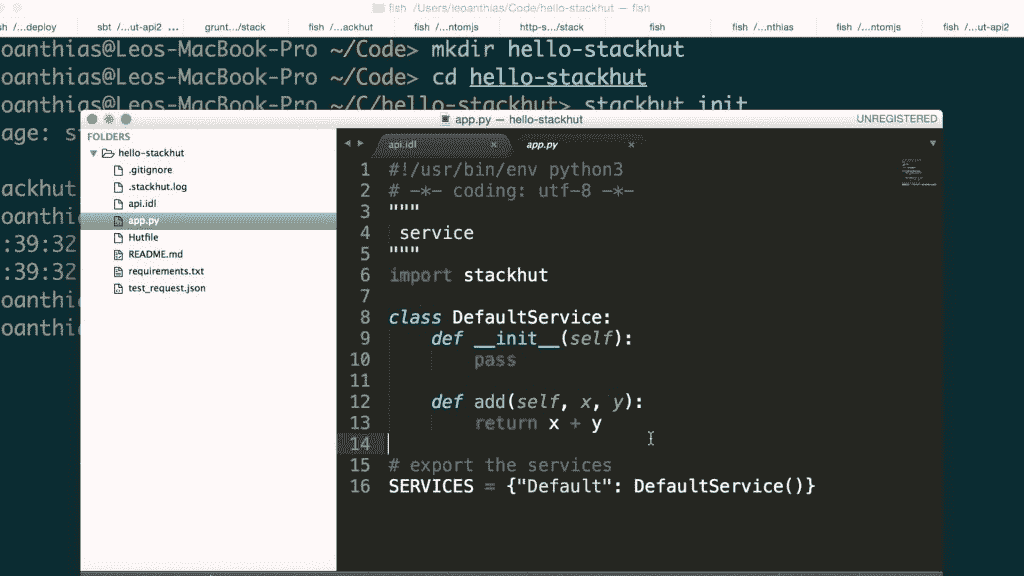 fish /Users/leoanthias/Code/hello-stackhut — fish
sh /...deploy sbt /...ut-api2 ... grunt.../stack fish /...ackhut fish /...ntomjs http-s.../stack fish fish /...nthias fish /...ntomjs fish /...ut-api2
oanthias@Leos-MacBook-Pro ~/Code> mkdir hello-stackhut
oanthias@Leos-MacBook-Pro ~/Code> cd hello-stackhut
oanthias@Leos-MacBook-Pro ~/C/hello-stackhut> stackhut init
age: s
ackhut
oanthi
:39:32
:39:32
oanthi
oanthi
app.py — hello-stackhut
UNREGISTERED
FOLDERS
hello-stackhut
.gitignore
.stackhut.log
api.idl
app.py
Hutfile
README.md
requirements.txt
test_request.json
api.idl × app.py ×
1 #!/usr/bin/env python3
2 # -*- coding: utf-8 -*-
3 """
4 service
5 """
6 import stackhut
7
8 class DefaultService:
9 def __init__(self):
10 pass
11
12 def add(self, x, y):
13 return x + y
14
15 # export the services
16 SERVICES = {"Default": DefaultService()}